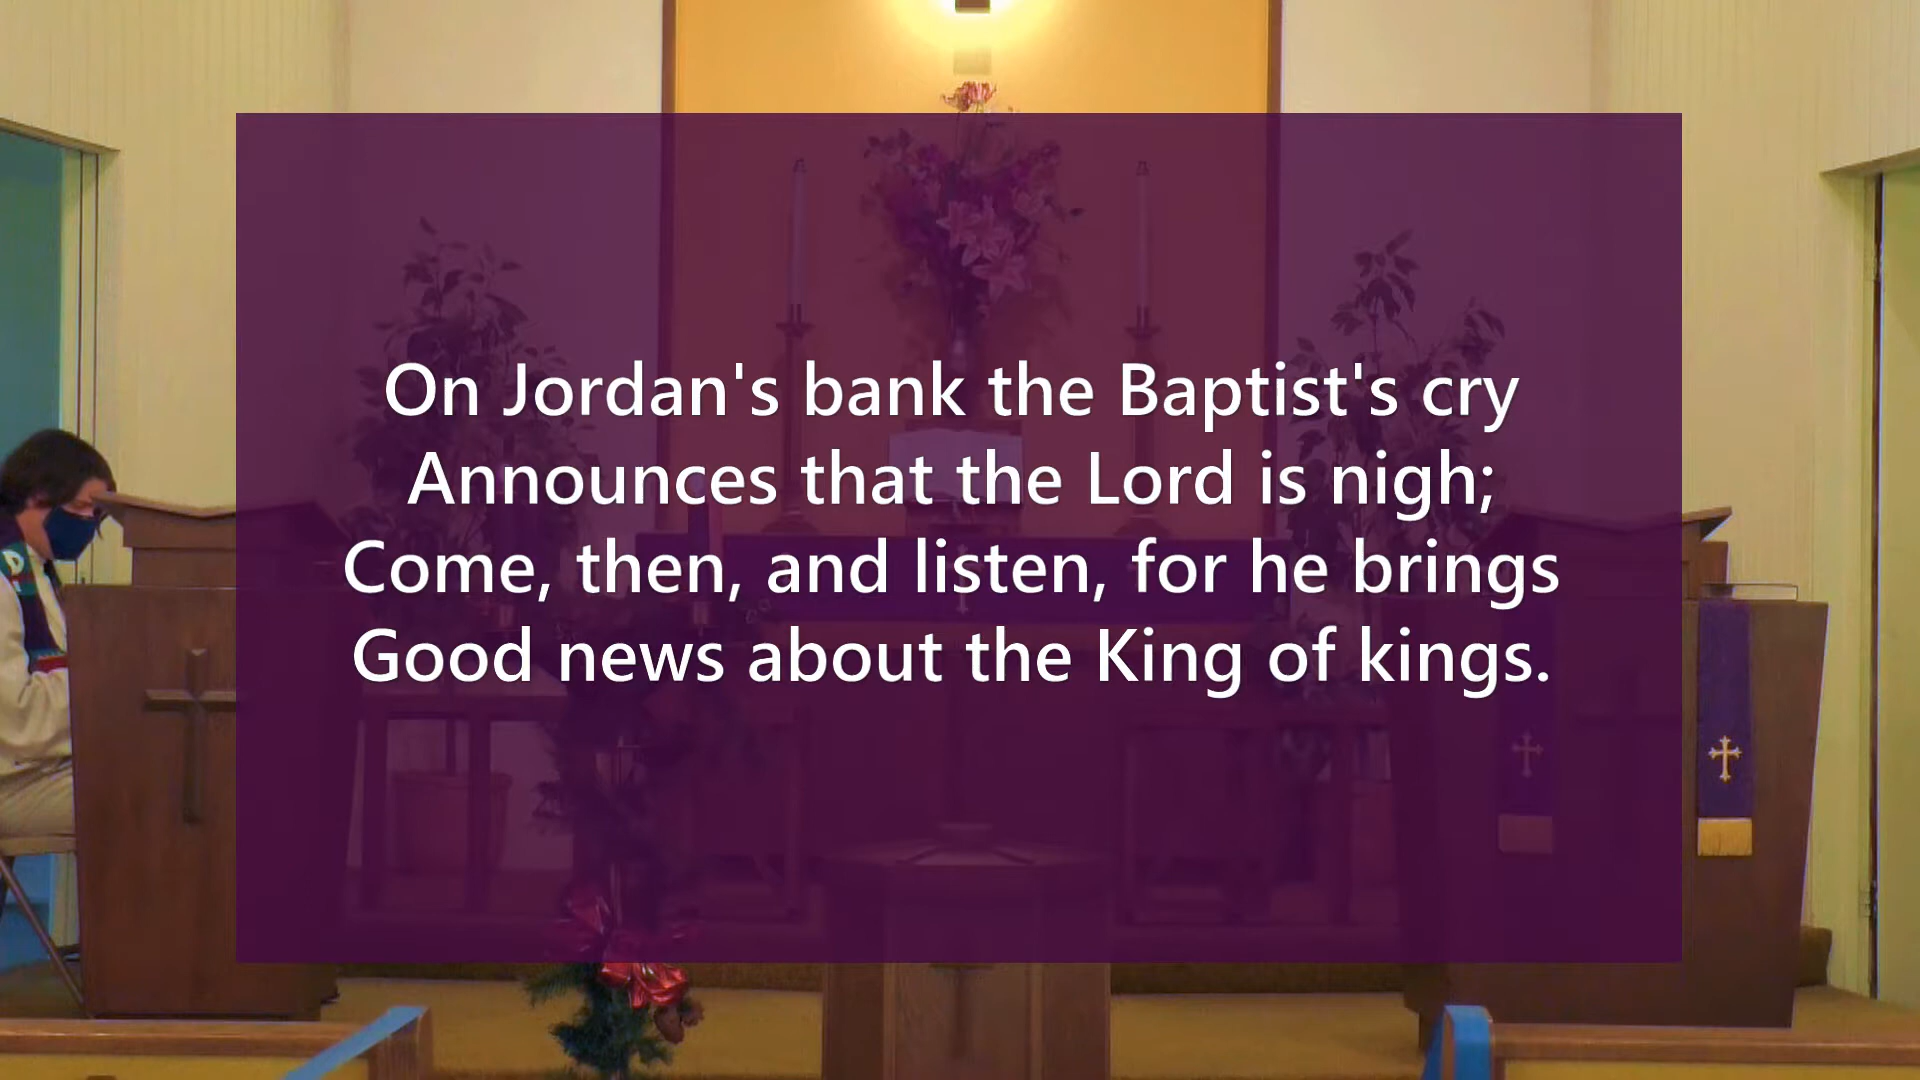 On Jordan's bank the Baptist's cry
Announces that the Lord is nigh;
Come, then, and listen, for he brings
Good news about the King of kings.